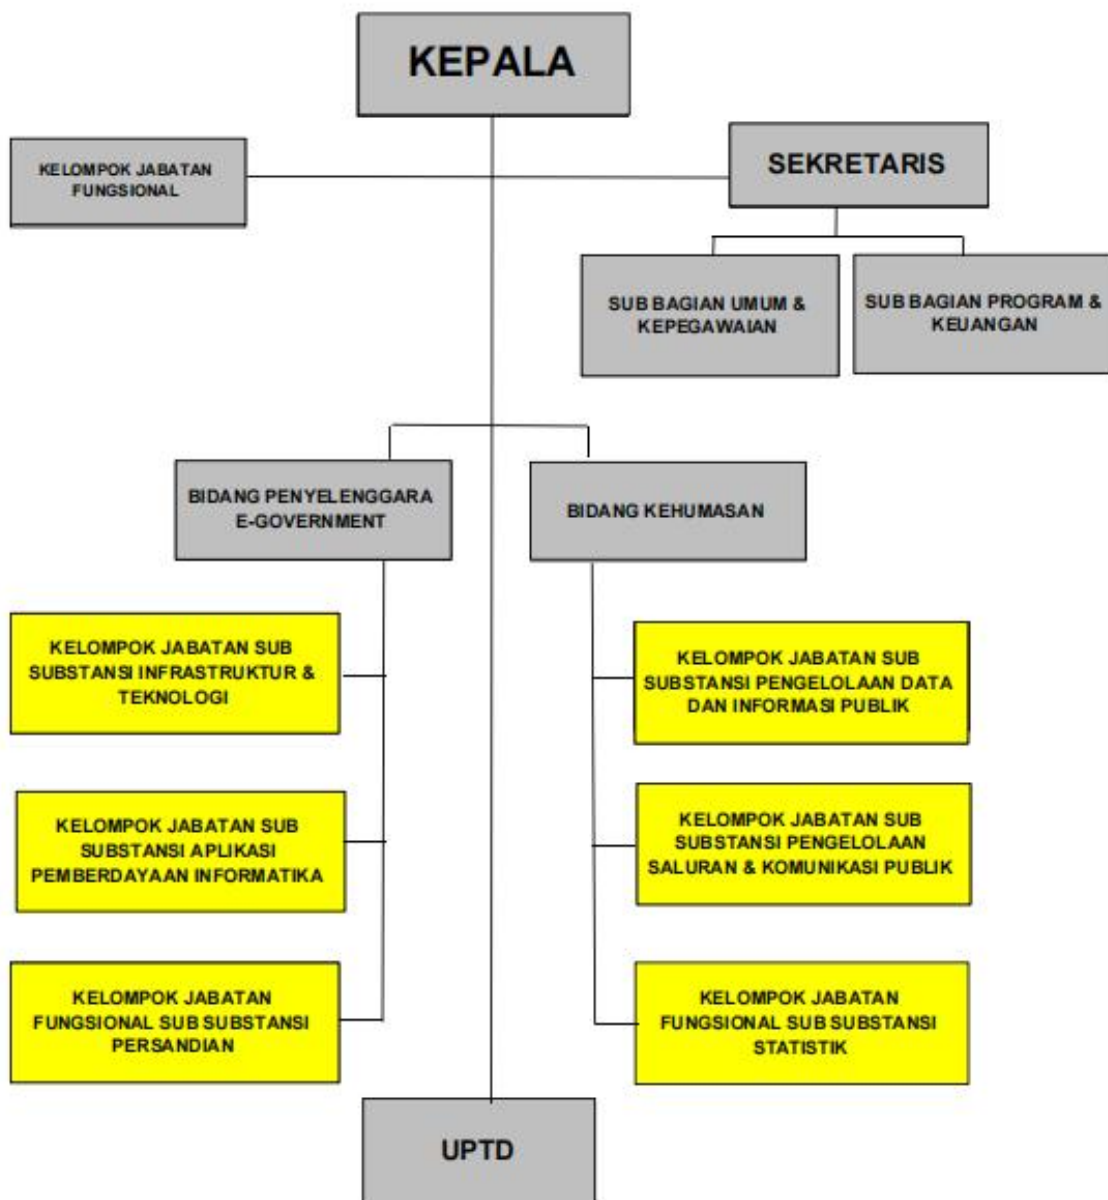 KEPALA
KELOMPOK JABATAN
FUNGSIONAL
SEKRETARIS
SUB BAGIAN UMUM &
KEPEGAWAIAN
SUB BAGIAN PROGRAM &
KEUANGAN
BIDANG PENYELENGGARA
E-GOVERNMENT
BIDANG KEHUMASAN
KELOMPOK JABATAN SUB
SUBSTANSI INFRASTRUKTUR &
TEKNOLOGI
KELOMPOK JABATAN SUB
SUBSTANSI PENGELOLAAN DATA
DAN INFORMASI PUBLIK
KELOMPOK JABATAN SUB
SUBSTANSI APLIKASI
PEMBERDAYAAN INFORMATIKA
KELOMPOK JABATAN SUB
SUBSTANSI PENGELOLAAN
SALURAN & KOMUNIKASI PUBLIK
KELOMPOK JABATAN
FUNGSIONAL SUB SUBSTANSI
PERSANDIAN
KELOMPOK JABATAN
FUNGSIONAL SUB SUBSTANSI
STATISTIK
UPTD